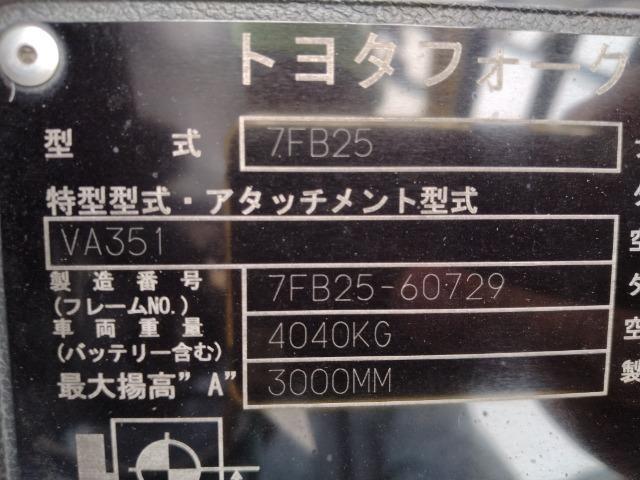 トヨタフォーク
型式 7FB25
特型型式・アタッチメント型式
VA351
製造番号 7FB25-60729
(フレームNO.)
車両重量 4040KG
(バッテリー含む)
最大揚高"A" 3000MM